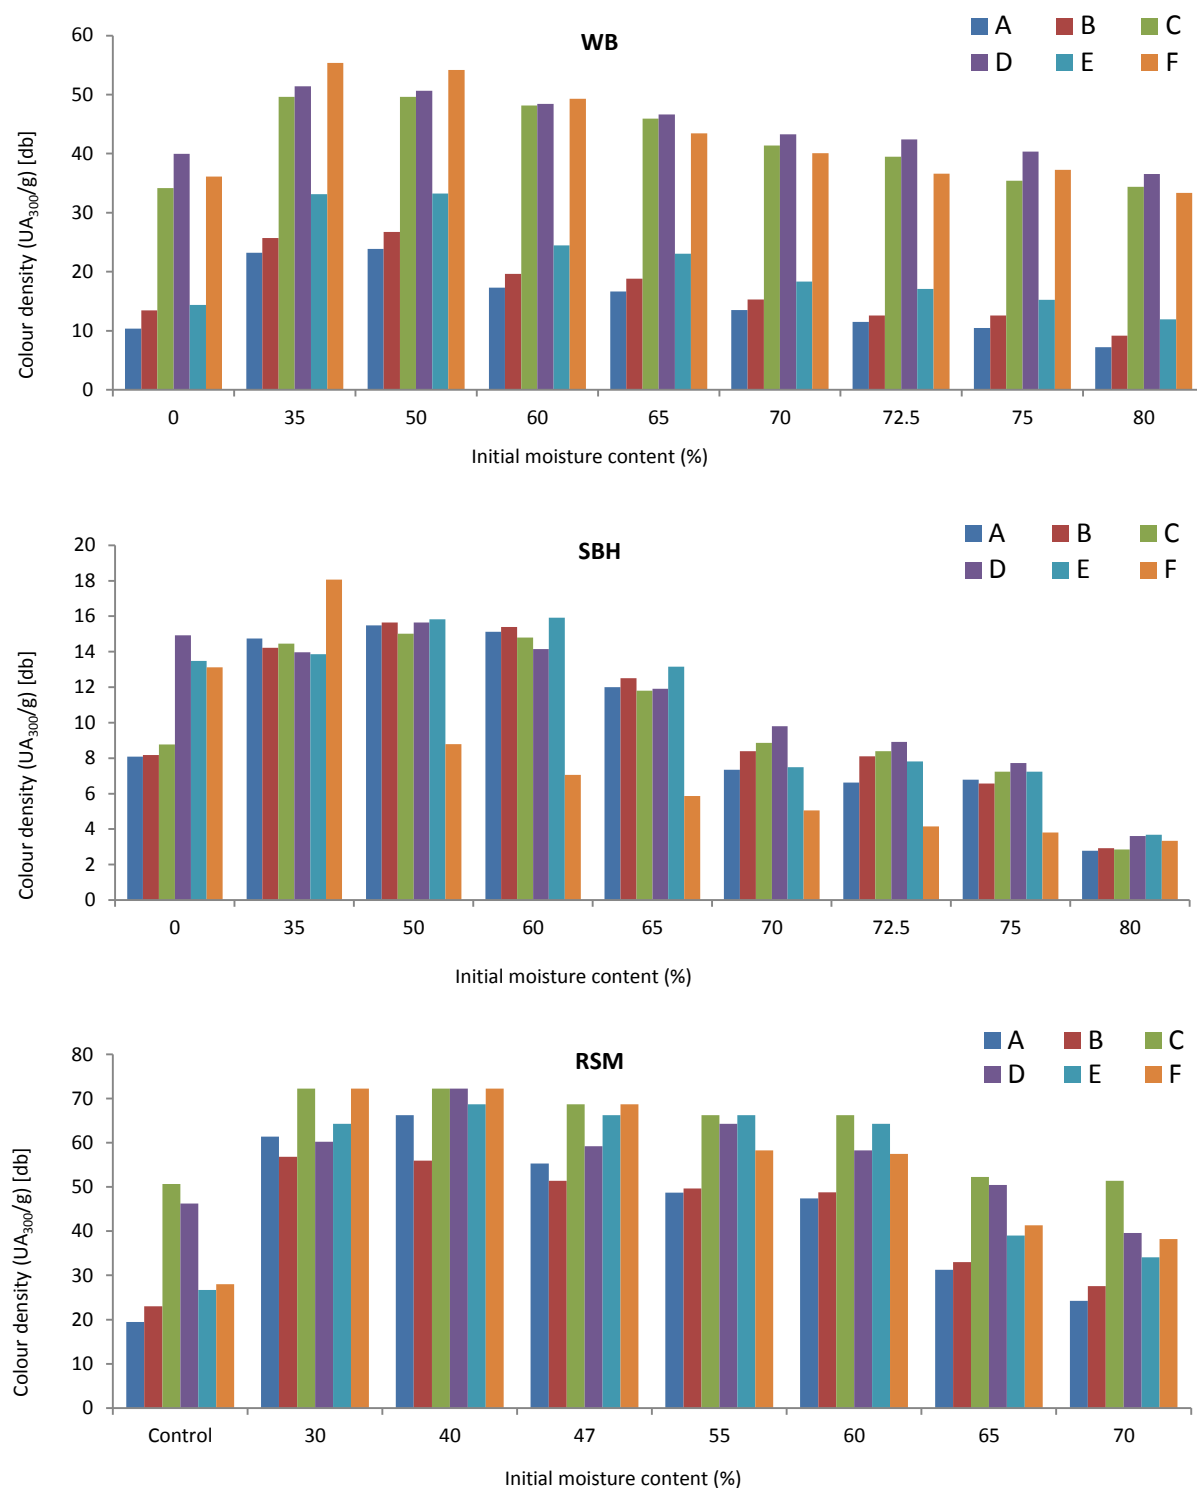 WB
A B C
D E F
60
50
40
30
20
10
0
Colour density (UA300/g) [db]
0 35 50 60 65 70 72.5 75 80
Initial moisture content (%)
SBH
A B C
D E F
20
18
16
14
12
10
8
6
4
2
0
Colour density (UA300/g) [db]
0 35 50 60 65 70 72.5 75 80
Initial moisture content (%)
RSM
A B C
D E F
80
70
60
50
40
30
20
10
0
Colour density (UA300/g) [db]
Control 30 40 47 55 60 65 70
Initial moisture content (%)